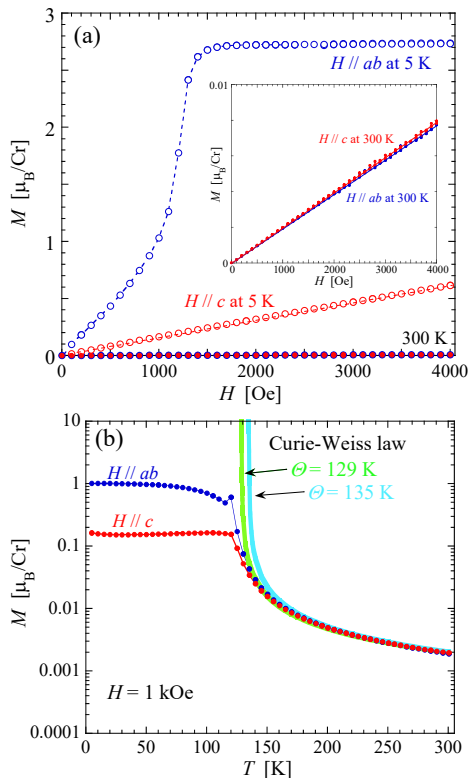 (a)
3
2
1
0
M [μB/Cr]
H // ab at 5 K
0.01
H // c at 300 K
H // ab at 300 K
M [μB/Cr]
0
0 1000 2000 3000 4000
H [Oe]
H // c at 5 K
300 K
0 1000 2000 3000 4000
H [Oe]
(b)
10
1
0.1
0.01
0.001
0.0001
M [μB/Cr]
Curie-Weiss law
Θ = 129 K
Θ = 135 K
H // ab
H // c
H = 1 kOe
0 50 100 150 200 250 300
T [K]